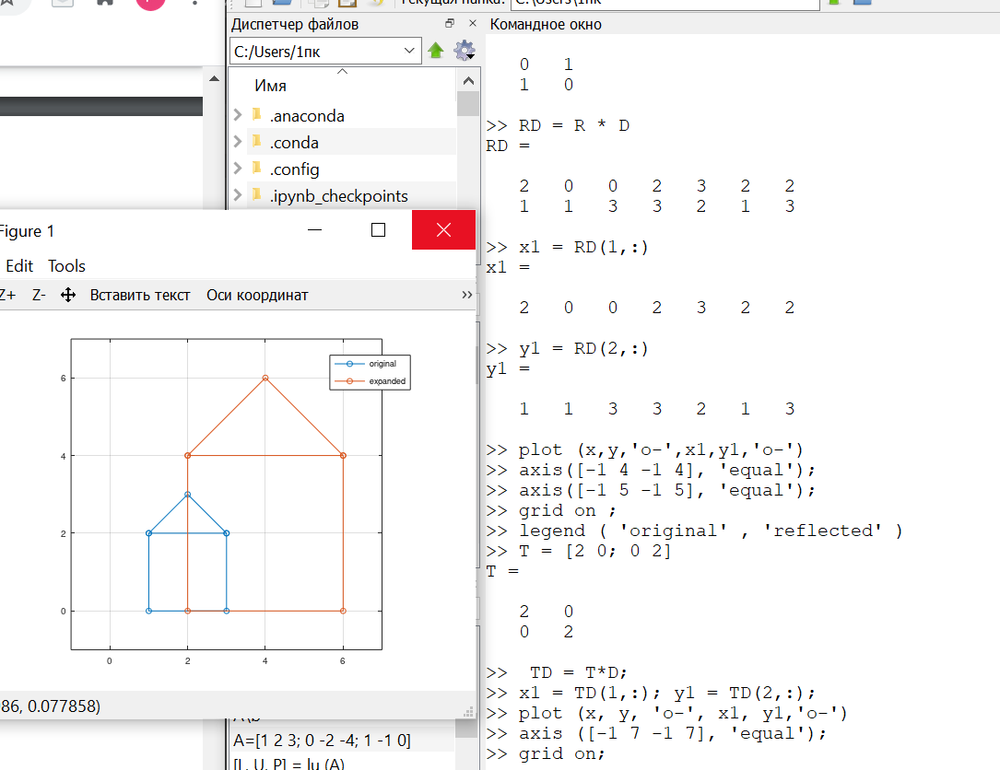 Текущая папка: C:\Users\1пк
Диспетчер файлов
C:/Users/1пк
Имя
.anaconda
.conda
.config
.ipynb_checkpoints
Figure 1
Edit Tools
Z+ Z- Вставить текст Оси координат »
original
expanded
6
4
2
0
0 2 4 6
86, 0.077858)
A=[1 2 3; 0 -2 -4; 1 -1 0]
[L, U, P] = lu (A)
Командное окно
0 1
1 0
>> RD = R * D
RD =
2 0 0 2 3 2 2
1 1 3 3 2 1 3
>> x1 = RD(1,:)
x1 =
2 0 0 2 3 2 2
>> y1 = RD(2,:)
y1 =
1 1 3 3 2 1 3
>> plot (x,y,'o-',x1,y1,'o-')
>> axis([-1 4 -1 4], 'equal');
>> axis([-1 5 -1 5], 'equal');
>> grid on ;
>> legend ( 'original' , 'reflected' )
>> T = [2 0; 0 2]
T =
2 0
0 2
>> TD = T*D;
>> x1 = TD(1,:); y1 = TD(2,:);
>> plot (x, y, 'o-', x1, y1,'o-')
>> axis ([-1 7 -1 7], 'equal');
>> grid on;